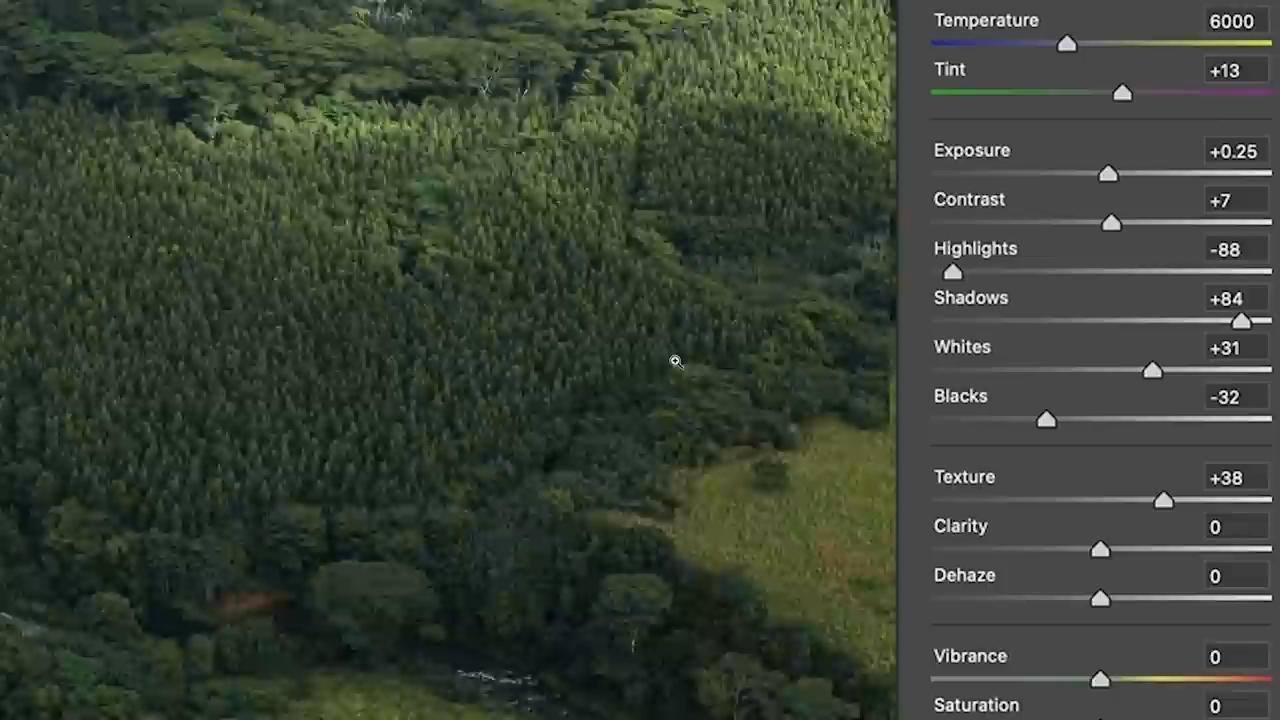 Temperature 6000
Tint +13
Exposure +0.25
Contrast +7
Highlights -88
Shadows +84
Whites +31
Blacks -32
Texture +38
Clarity 0
Dehaze 0
Vibrance 0
Saturation 0